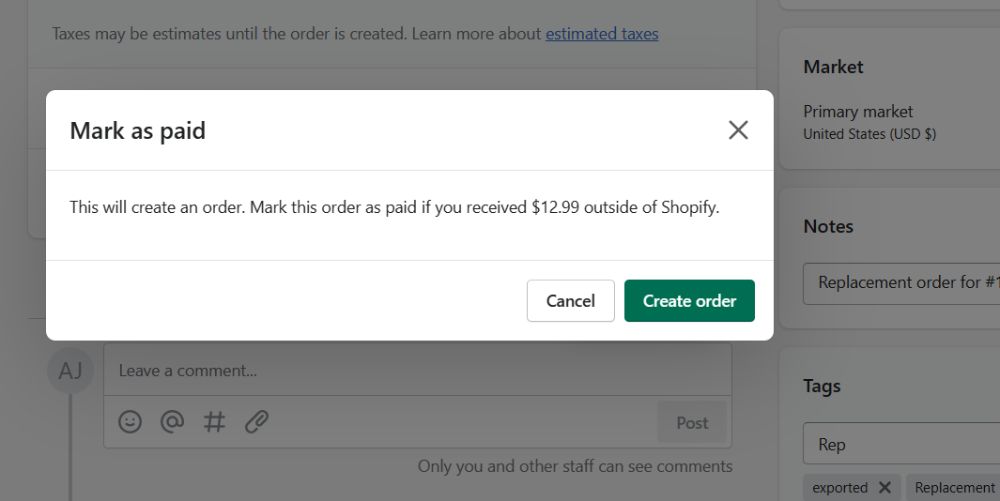 Taxes may be estimates until the order is created. Learn more about estimated taxes
Mark as paid
This will create an order. Mark this order as paid if you received $12.99 outside of Shopify.
Cancel
Create order
AJ
Leave a comment...
Post
Only you and other staff can see comments
Market
Primary market
United States (USD $)
Notes
Replacement order for #1
Tags
Rep
exported
Replacement